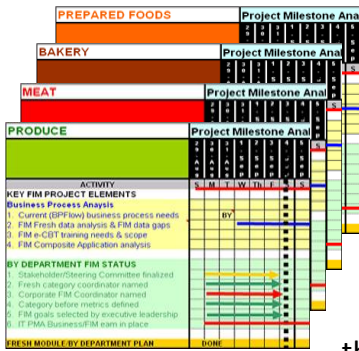 PREPARED FOODS
Project Milestone Anal
BAKERY
Project Milestone Anal
MEAT
Project Milestone Anal
PRODUCE
Project Milestone Anal
ACTIVITY S M T W Th F S S
KEY FIM PROJECT ELEMENTS
Business Process Anaysis
1. Current (BPFlow) business process needs BY
2. FIM Fresh data analysis & FIM data gaps
3. FIM e-CBT training needs & scope
4. FIM Composite Application analysis
BY DEPARTMENT FIM STATUS
1. Stakeholder/Steering Committee finalized
2. Fresh category coordinator named
3. Corporate FIM Coordinator named
4. Category before metrics defined
5. FIM goals selected by executive leadership
6. IT PMA Business/FIM eam in place
FRESH MODULE/BY DEPARTMENT PLAN DONE